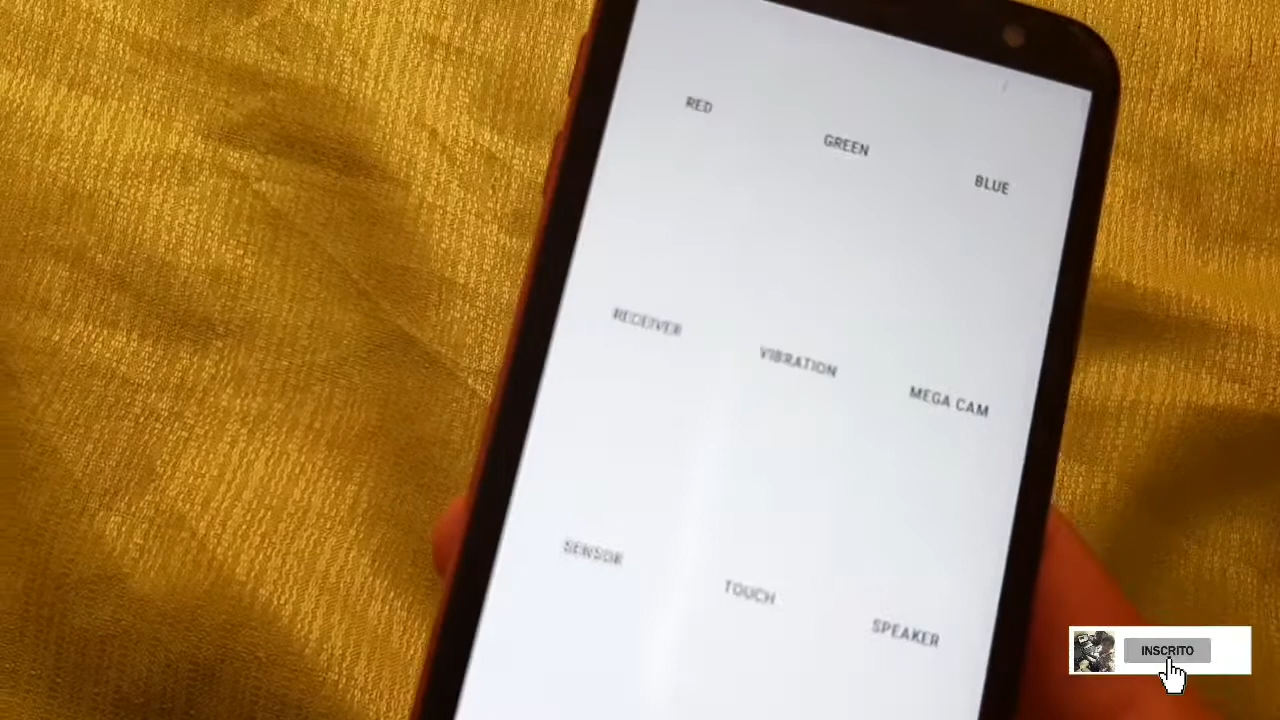 RED GREEN BLUE
RECEIVER VIBRATION MEGA CAM
SENSOR TOUCH SPEAKER
INSCRITO